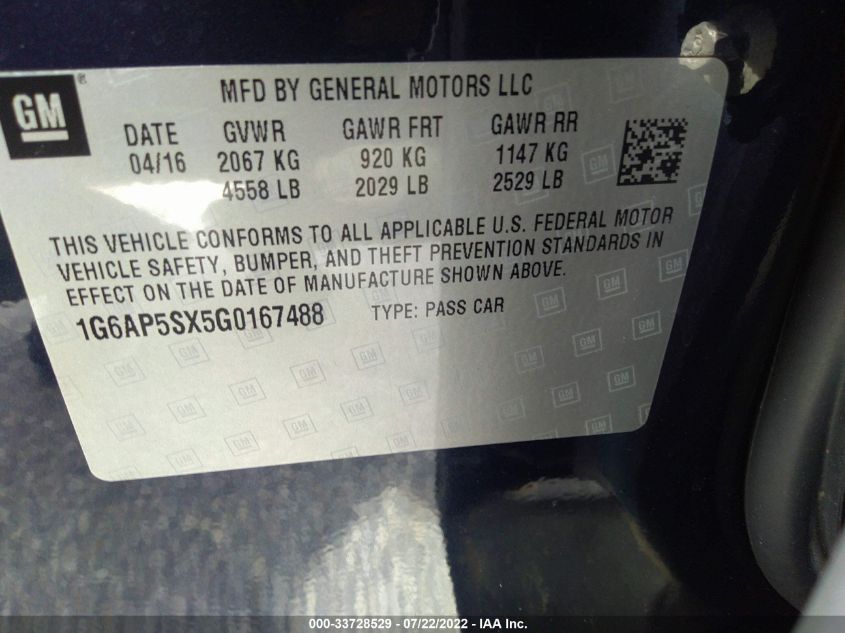 GM ®
MFD BY GENERAL MOTORS LLC
DATE GVWR GAWR FRT GAWR RR
04/16 2067 KG 920 KG 1147 KG
4558 LB 2029 LB 2529 LB
THIS VEHICLE CONFORMS TO ALL APPLICABLE U.S. FEDERAL MOTOR
VEHICLE SAFETY, BUMPER, AND THEFT PREVENTION STANDARDS IN
EFFECT ON THE DATE OF MANUFACTURE SHOWN ABOVE.
1G6AP5SX5G0167488 TYPE: PASS CAR
000-33728529 - 07/22/2022 - IAA Inc.